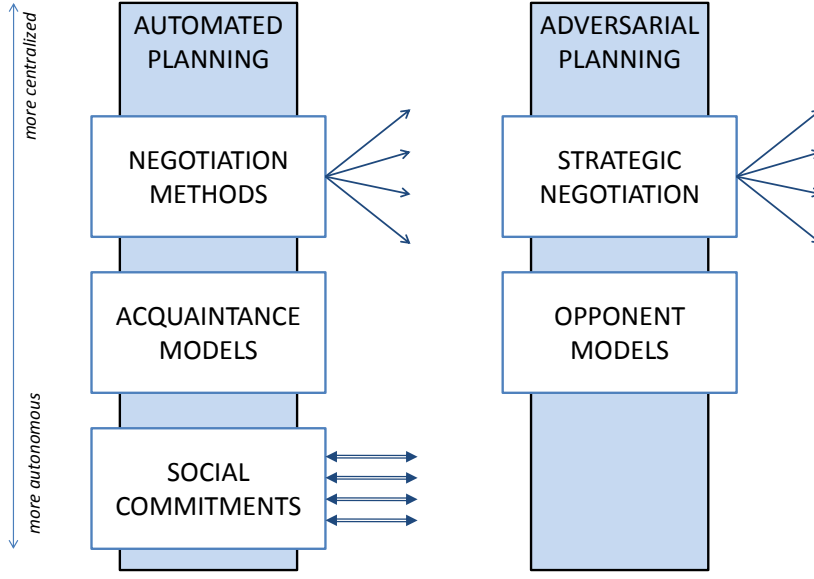 more centralized
more autonomous
AUTOMATED
PLANNING
NEGOTIATION
METHODS
ACQUAINTANCE
MODELS
SOCIAL
COMMITMENTS
ADVERSARIAL
PLANNING
STRATEGIC
NEGOTIATION
OPPONENT
MODELS